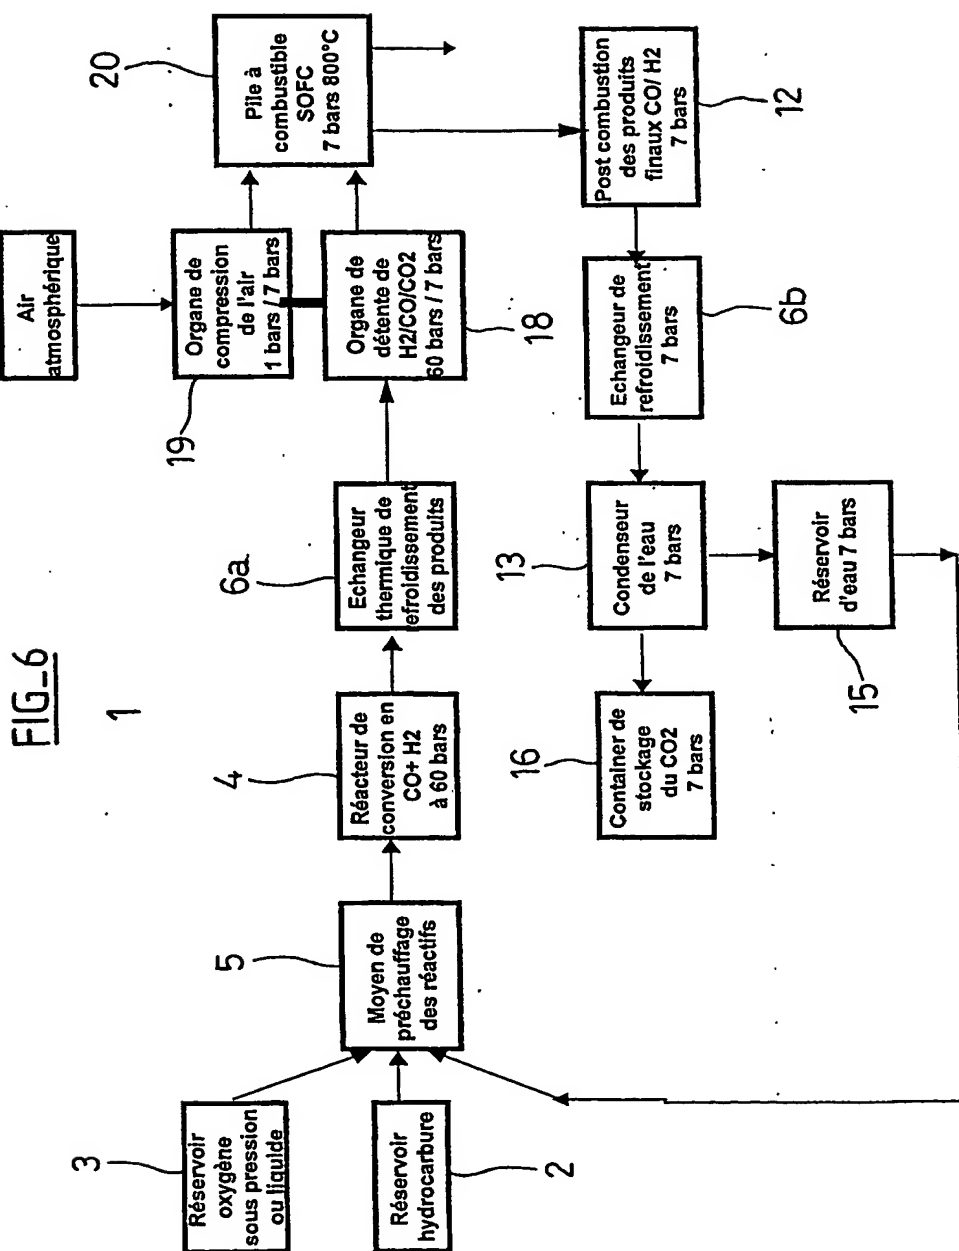 FIG_6
1
3
Réservoir
oxygène
sous pression
ou liquide
Réservoir
hydrocarbure
2
5
Moyen de
préchauffage
des réactifs
4
Réacteur de
conversion en
CO+ H2
à 60 bars
6a
Echangeur
thermique de
refroidissement
des produits
Air
atmosphérique
19
Organe de
compression
de l'air
1 bars / 7 bars
Organe de
détente de
H2/CO/CO2
60 bars / 7 bars
18
20
Pile à
combustible
SOFC
7 bars 800°C
Post combustion
des produits
finaux CO/ H2
7 bars
12
Echangeur de
refroidissement
7 bars
6b
13
Condenseur
de l'eau
7 bars
16
Container de
stockage
du CO2
7 bars
Réservoir
d'eau 7 bars
15